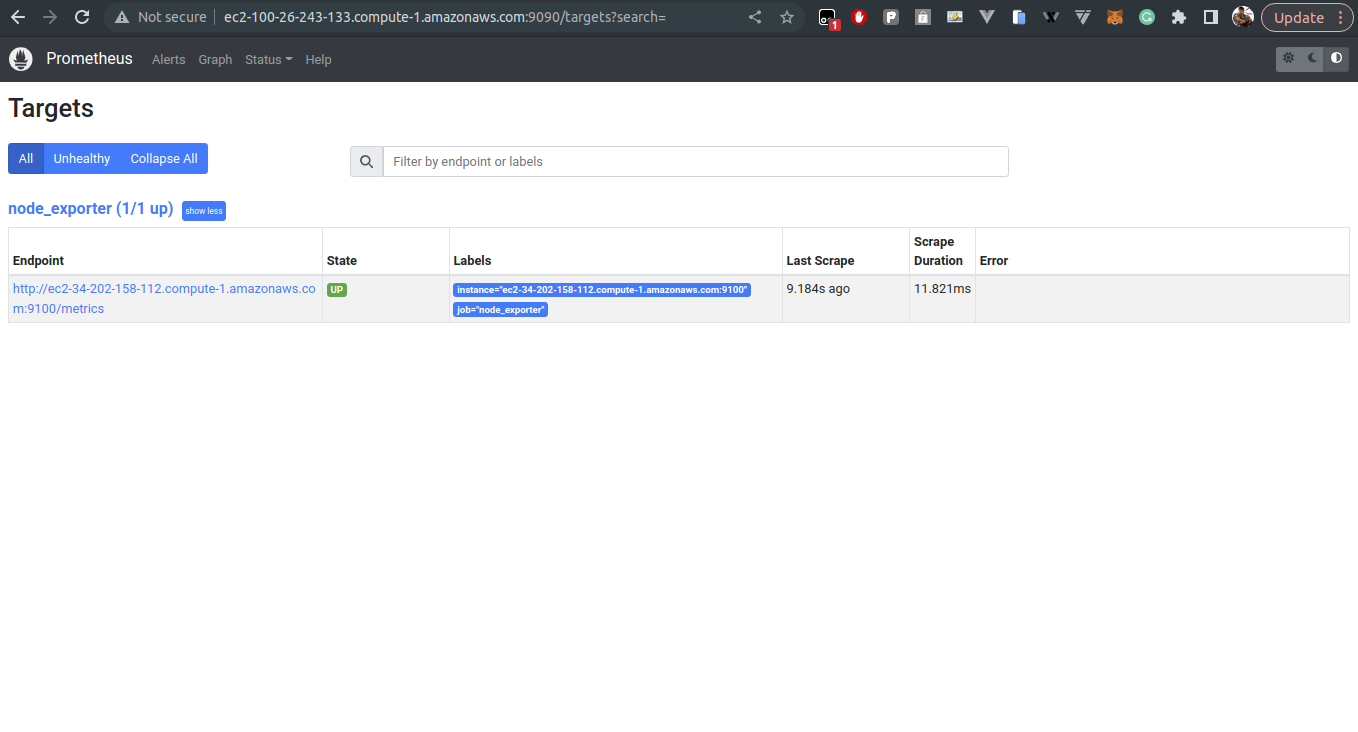 Not secure ec2-100-26-243-133.compute-1.amazonaws.com:9090/targets?search= 1 Update
Prometheus Alerts Graph Status Help
Targets
All Unhealthy Collapse All Filter by endpoint or labels
node_exporter (1/1 up) show less
Scrape
Endpoint State Labels Last Scrape Duration Error
http://ec2-34-202-158-112.compute-1.amazonaws.co UP instance="ec2-34-202-158-112.compute-1.amazonaws.com:9100" 9.184s ago 11.821ms
m:9100/metrics job="node_exporter"